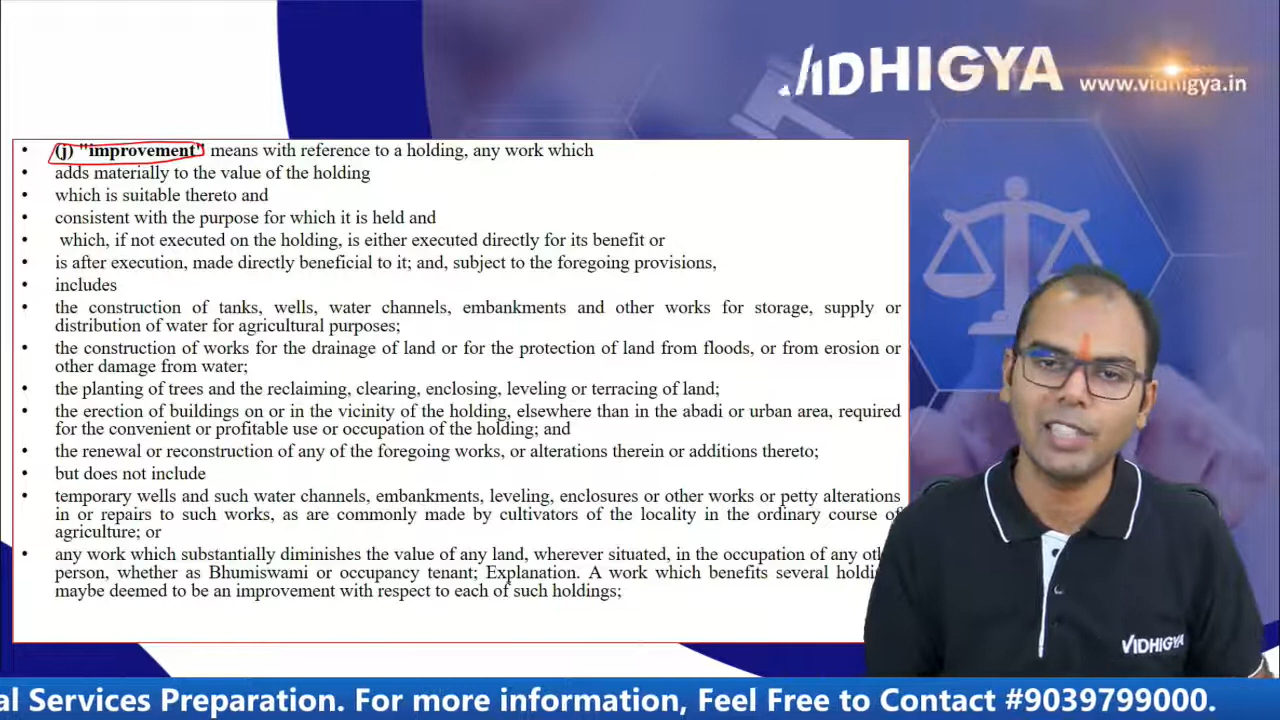 VIDHIGYA
www.vidhigya.in
• (j) "improvement" means with reference to a holding, any work which
• adds materially to the value of the holding
• which is suitable thereto and
• consistent with the purpose for which it is held and
• which, if not executed on the holding, is either executed directly for its benefit or
• is after execution, made directly beneficial to it; and, subject to the foregoing provisions,
• includes
• the construction of tanks, wells, water channels, embankments and other works for storage, supply or
distribution of water for agricultural purposes;
• the construction of works for the drainage of land or for the protection of land from floods, or from erosion or
other damage from water;
• the planting of trees and the reclaiming, clearing, enclosing, leveling or terracing of land;
• the erection of buildings on or in the vicinity of the holding, elsewhere than in the abadi or urban area, required
for the convenient or profitable use or occupation of the holding; and
• the renewal or reconstruction of any of the foregoing works, or alterations therein or additions thereto;
• but does not include
• temporary wells and such water channels, embankments, leveling, enclosures or other works or petty alterations
in or repairs to such works, as are commonly made by cultivators of the locality in the ordinary course of
agriculture; or
• any work which substantially diminishes the value of any land, wherever situated, in the occupation of any
person, whether as Bhumiswami or occupancy tenant; Explanation. A work which benefits several
maybe deemed to be an improvement with respect to each of such holdings;
VIDHIGYA
al Services Preparation. For more information, Feel Free to Contact #9039799000.